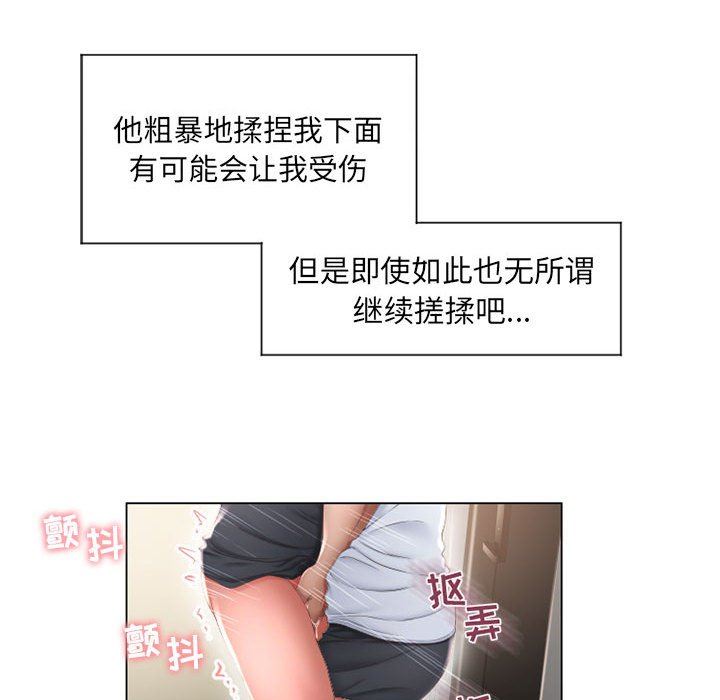 他粗暴地揉捏我下面
有可能会让我受伤
但是即使如此也无所谓
继续搓揉吧…
颤抖
抠弄
颤抖